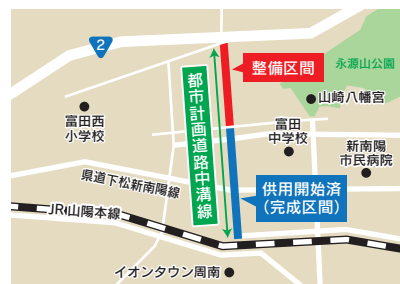 2
整備区間
永源山公園
都市計画道路中溝線
山崎八幡宮
富田西
小学校
富田
中学校
新南陽
市民病院
県道下松新南陽線
供用開始済
(完成区間)
JR山陽本線
イオンタウン周南